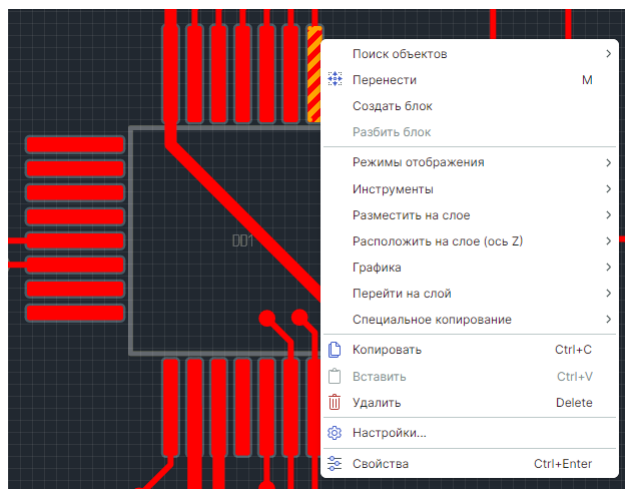 Поиск объектов
Перенести M
Создать блок
Разбить блок
Режимы отображения
Инструменты
Разместить на слое
Расположить на слое (ось Z)
Графика
Перейти на слой
Специальное копирование
DD1
Копировать Ctrl+C
Вставить Ctrl+V
Удалить Delete
Настройки...
Свойства Ctrl+Enter